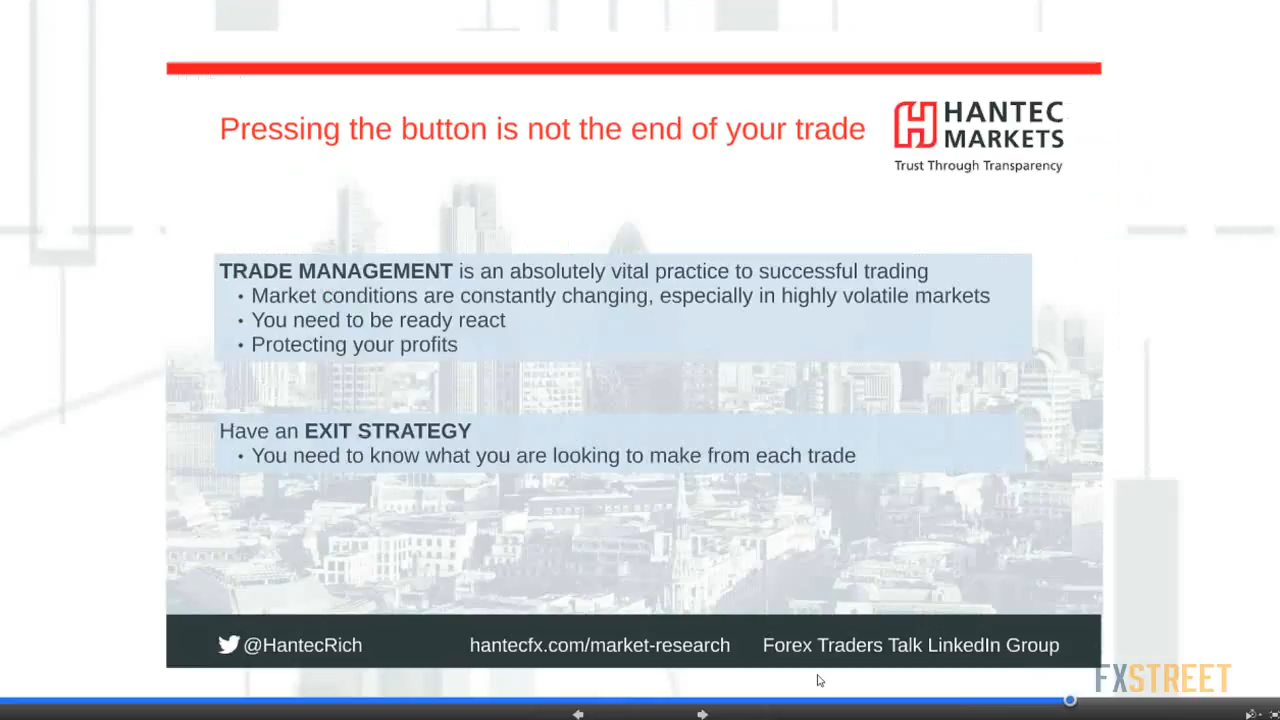 Pressing the button is not the end of your trade
HANTEC
MARKETS
Trust Through Transparency
TRADE MANAGEMENT is an absolutely vital practice to successful trading
• Market conditions are constantly changing, especially in highly volatile markets
• You need to be ready react
• Protecting your profits
Have an EXIT STRATEGY
• You need to know what you are looking to make from each trade
@HantecRich
hantecfx.com/market-research
Forex Traders Talk LinkedIn Group
FXSTREET